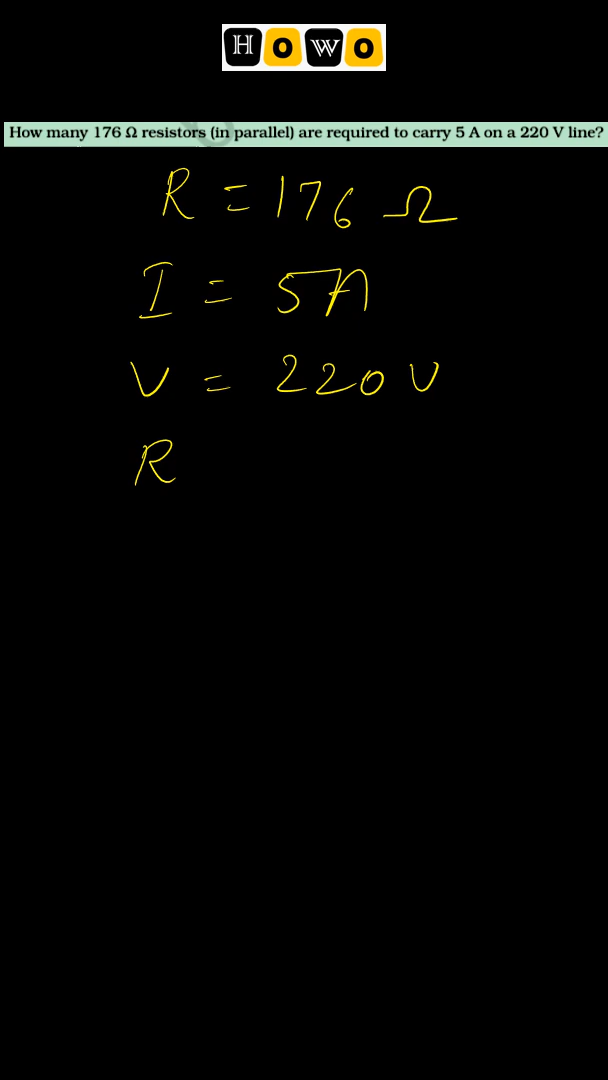 HOWO
How many 176 Ω resistors (in parallel) are required to carry 5 A on a 220 V line?
R = 176 Ω
I = 5A
V = 220 V
R